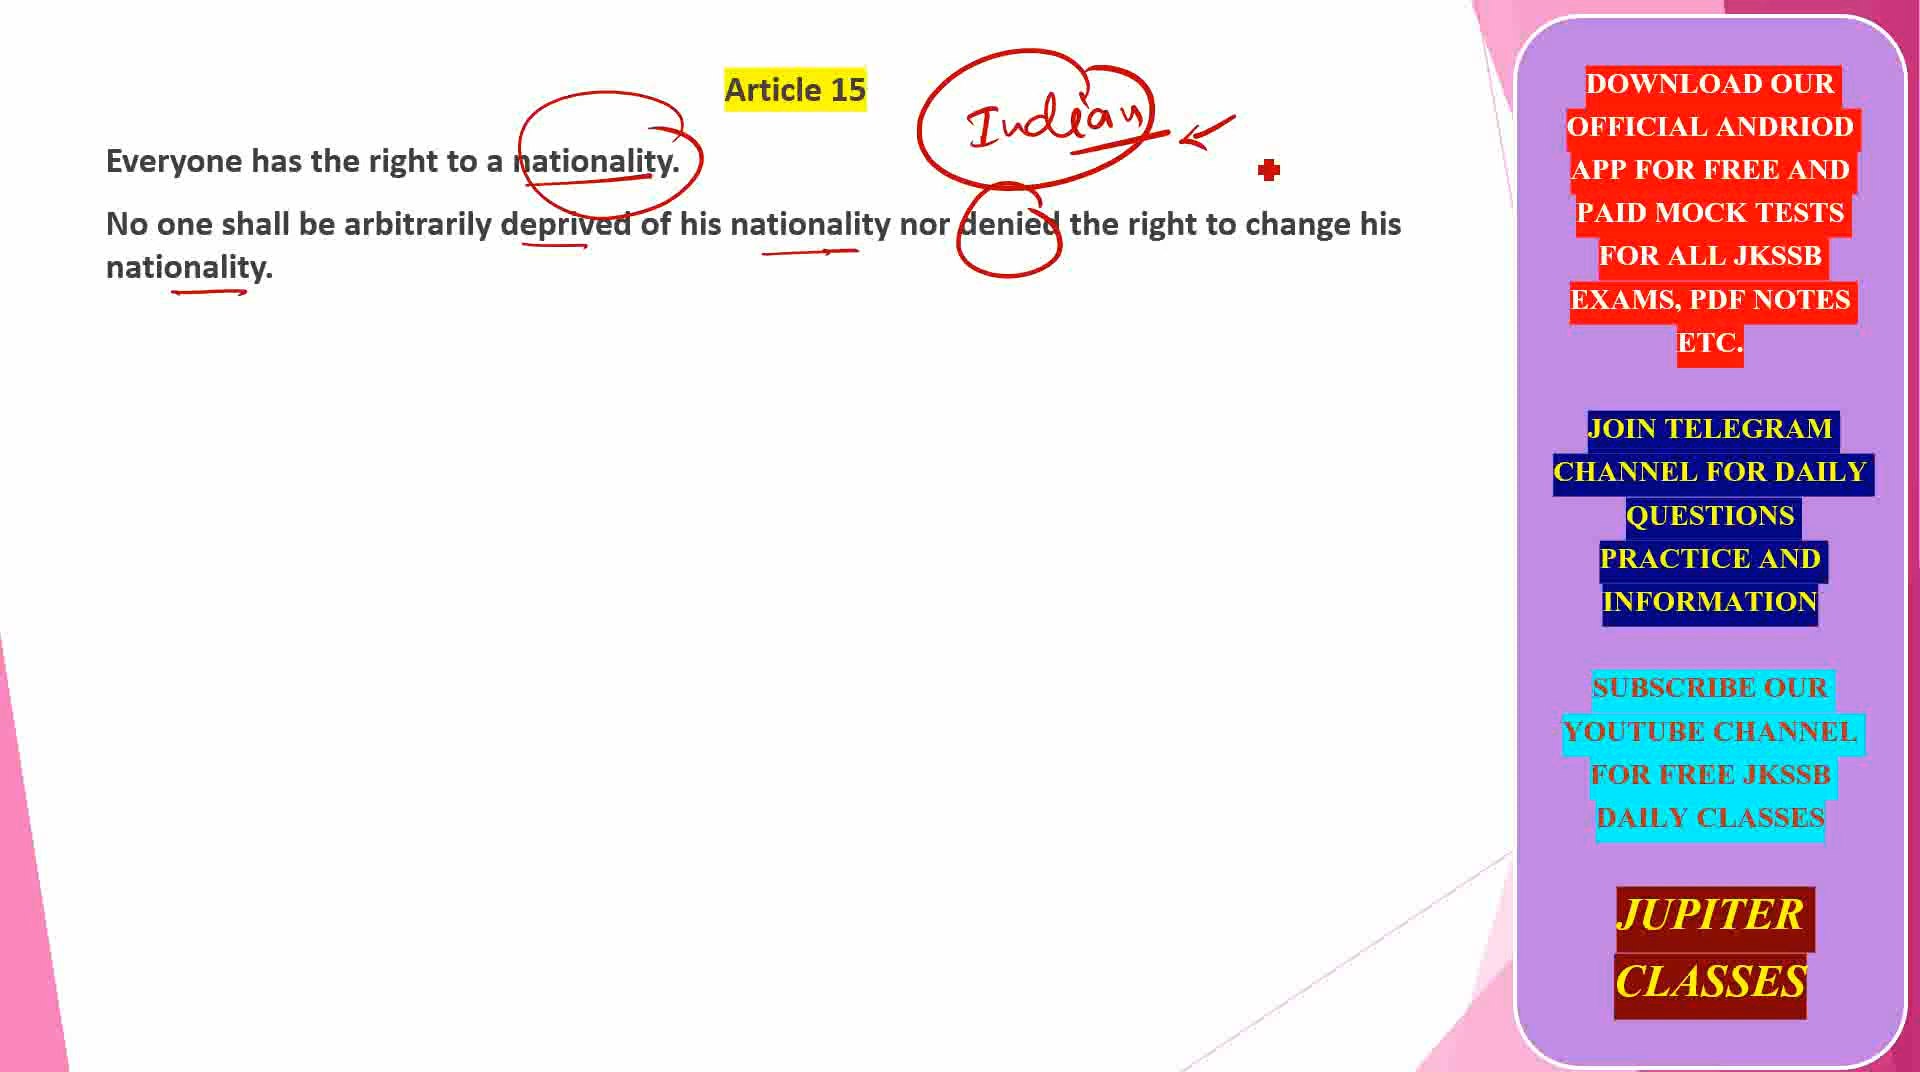 Article 15
Indian
Everyone has the right to a nationality.
No one shall be arbitrarily deprived of his nationality nor denied the right to change his
nationality.
DOWNLOAD OUR
OFFICIAL ANDRIOD
APP FOR FREE AND
PAID MOCK TESTS
FOR ALL JKSSB
EXAMS, PDF NOTES
ETC.
JOIN TELEGRAM
CHANNEL FOR DAILY
QUESTIONS
PRACTICE AND
INFORMATION
SUBSCRIBE OUR
YOUTUBE CHANNEL
FOR FREE JKSSB
DAILY CLASSES
JUPITER
CLASSES